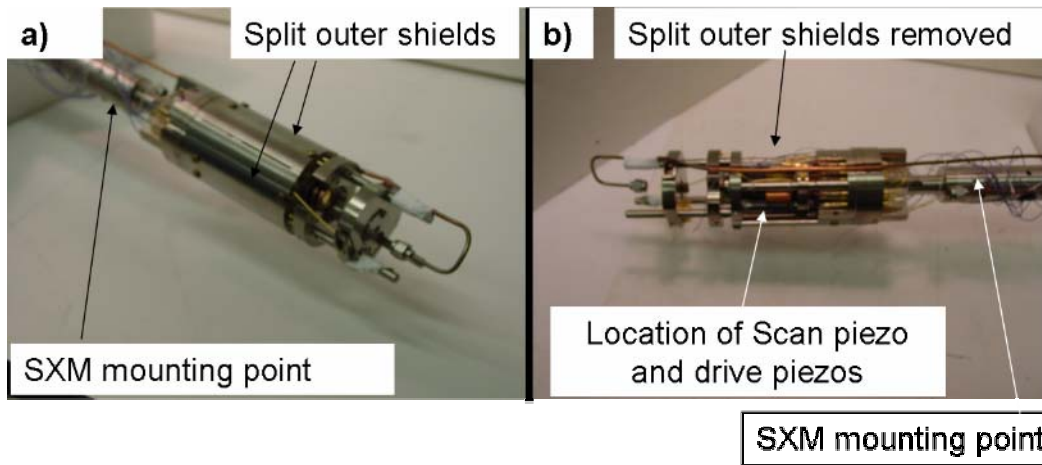 a)
Split outer shields
SXM mounting point
b)
Split outer shields removed
Location of Scan piezo
and drive piezos
SXM mounting point